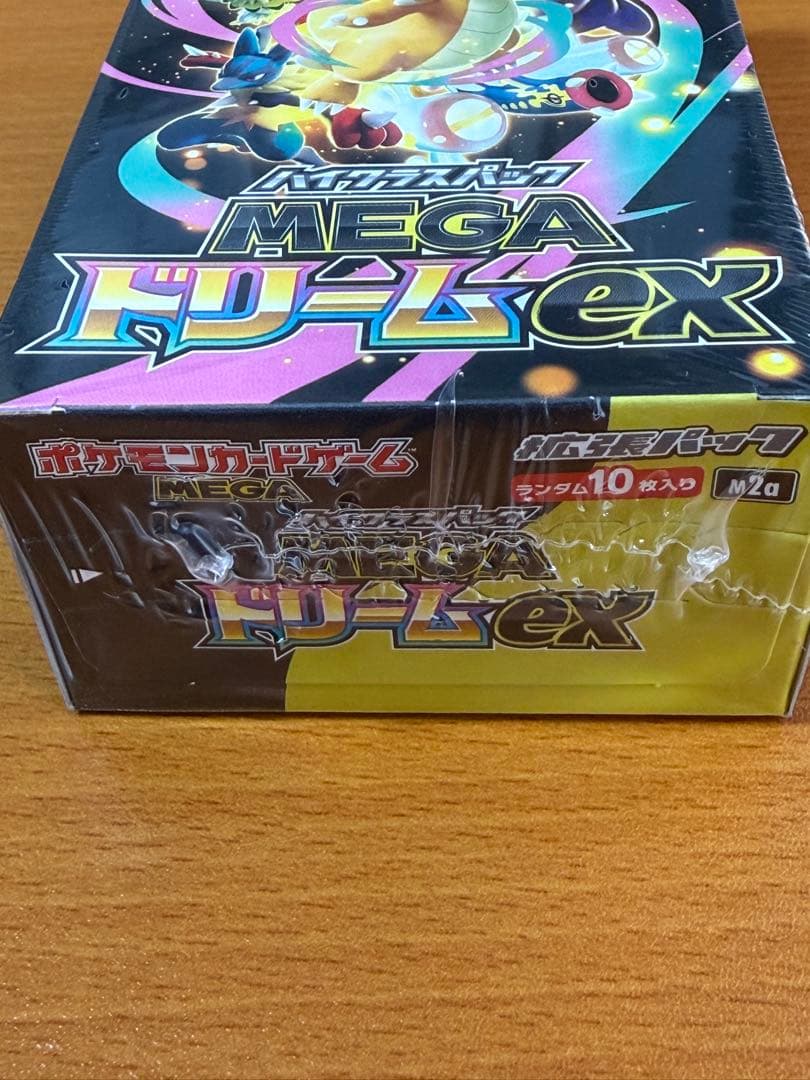 ハイクラスパック
MEGA
ドリームex
ポケモンカードゲーム™
MEGA
拡張パック
ランダム10枚入り
M2a
ハイクラスパック
MEGA
ドリームex